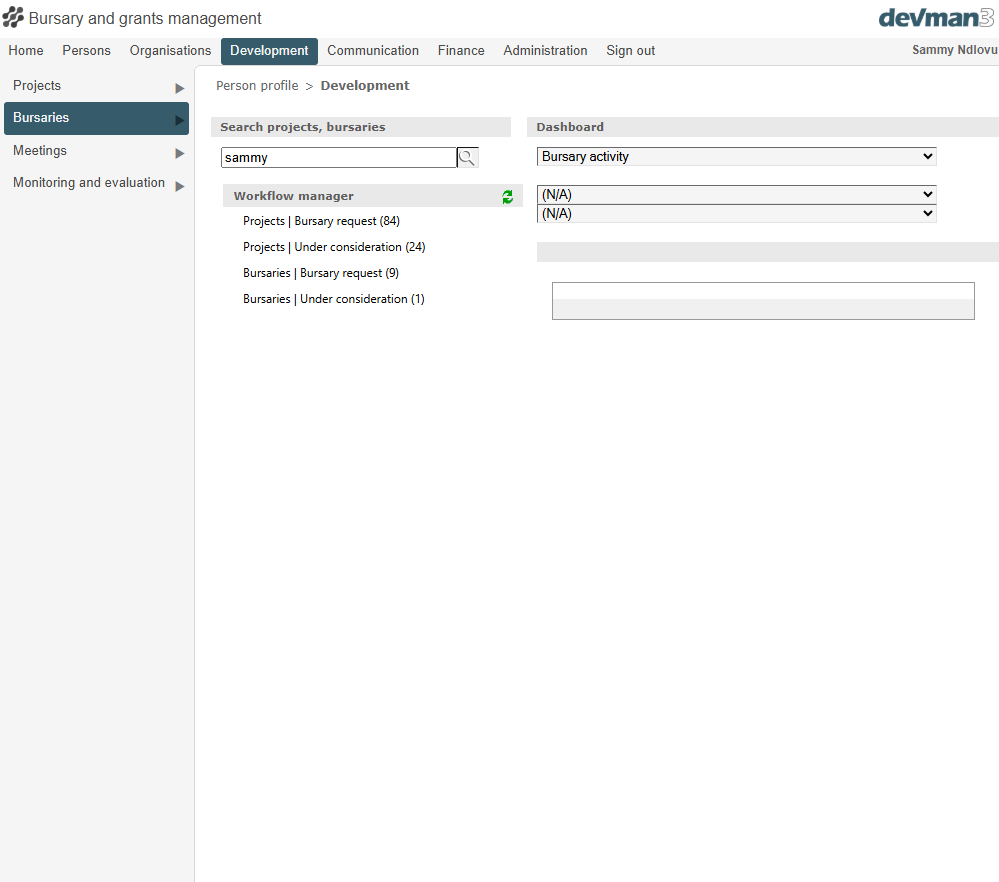 Bursary and grants management
devman3
Home Persons Organisations Development Communication Finance Administration Sign out Sammy Ndlovu
Projects
Bursaries
Meetings
Monitoring and evaluation
Person profile > Development
Search projects, bursaries
sammy
Workflow manager
Projects | Bursary request (84)
Projects | Under consideration (24)
Bursaries | Bursary request (9)
Bursaries | Under consideration (1)
Dashboard
Bursary activity
(N/A)
(N/A)